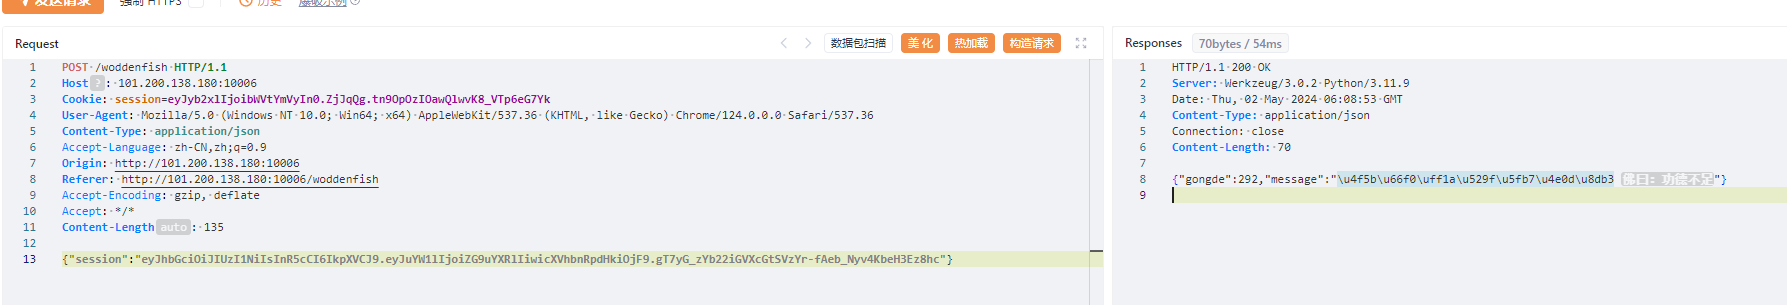 发送请求 强制 HTTPS 历史 爆破示例
Request 数据包扫描 美化 热加载 构造请求
1 POST /woddenfish HTTP/1.1
2 Host ?: 101.200.138.180:10006
3 Cookie: session=eyJyb2xlIjoibWVtYmVyIn0.ZjJqQg.tn9OpOzIOawQlwvK8_VTp6eG7Yk
4 User-Agent: Mozilla/5.0 (Windows NT 10.0; Win64; x64) AppleWebKit/537.36 (KHTML, like Gecko) Chrome/124.0.0.0 Safari/537.36
5 Content-Type: application/json
6 Accept-Language: zh-CN,zh;q=0.9
7 Origin: http://101.200.138.180:10006
8 Referer: http://101.200.138.180:10006/woddenfish
9 Accept-Encoding: gzip, deflate
10 Accept: */*
11 Content-Length auto: 135
12
13 {"session":"eyJhbGciOiJIUzI1NiIsInR5cCI6IkpXVCJ9.eyJuYW1lIjoiZG9uYXRlIiwicXVhbnRpdHkiOjF9.gT7yG_zYb22iGVXcGtSVzYr-fAeb_Nyv4KbeH3Ez8hc"}
Responses 70bytes / 54ms
1 HTTP/1.1 200 OK
2 Server: Werkzeug/3.0.2 Python/3.11.9
3 Date: Thu, 02 May 2024 06:08:53 GMT
4 Content-Type: application/json
5 Connection: close
6 Content-Length: 70
7
8 {"gongde":292,"message":"\u4f5b\u66f0\uff1a\u529f\u5fb7\u4e0d\u8db3 佛曰：功德不足"}
9